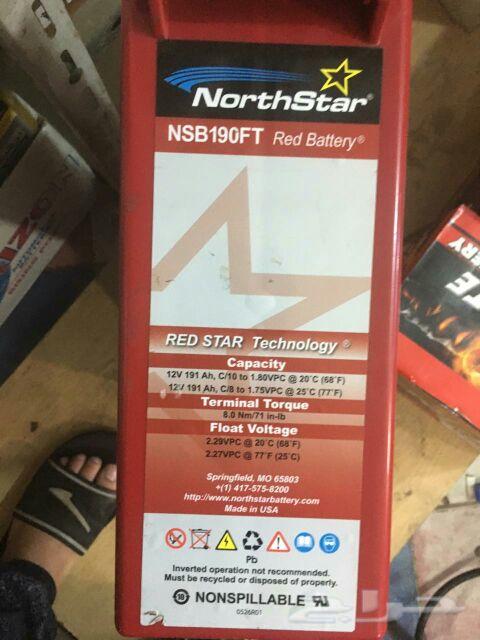 NorthStar®
NSB190FT Red Battery®
RED STAR Technology®
Capacity
12V 191 Ah, C/10 to 1.80VPC @ 20°C (68°F)
12V 191 Ah, C/8 to 1.75VPC @ 25°C (77°F)
Terminal Torque
8.0 Nm/71 in-lb
Float Voltage
2.29VPC @ 20°C (68°F)
2.27VPC @ 77°F (25°C)
Springfield, MO 65803
+(1) 417-575-8200
http://www.northstarbattery.com
Made in USA
Pb
Inverted operation not recommended.
Must be recycled or disposed of properly.
NONSPILLABLE
0526R01
حراج